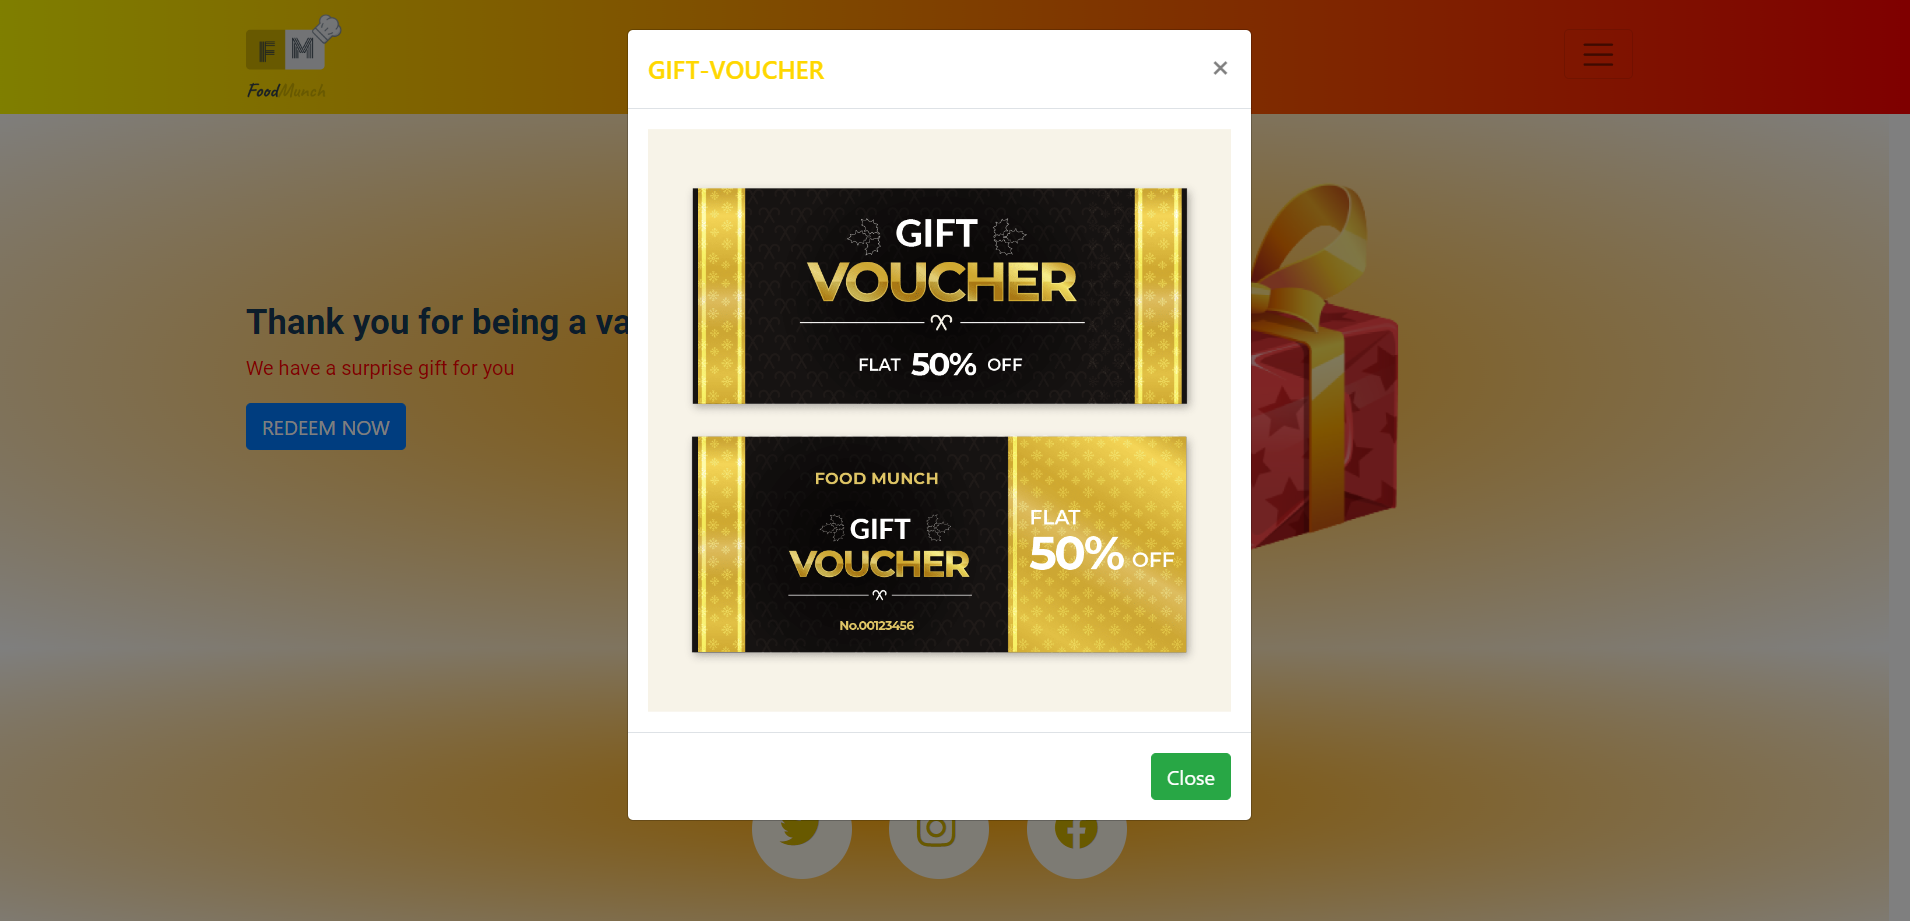 F M
FoodMunch
GIFT-VOUCHER
×
GIFT
VOUCHER
FLAT 50% OFF
FOOD MUNCH
GIFT
VOUCHER
No.00123456
FLAT
50% OFF
Thank you for being a va
We have a surprise gift for you
REDEEM NOW
Close